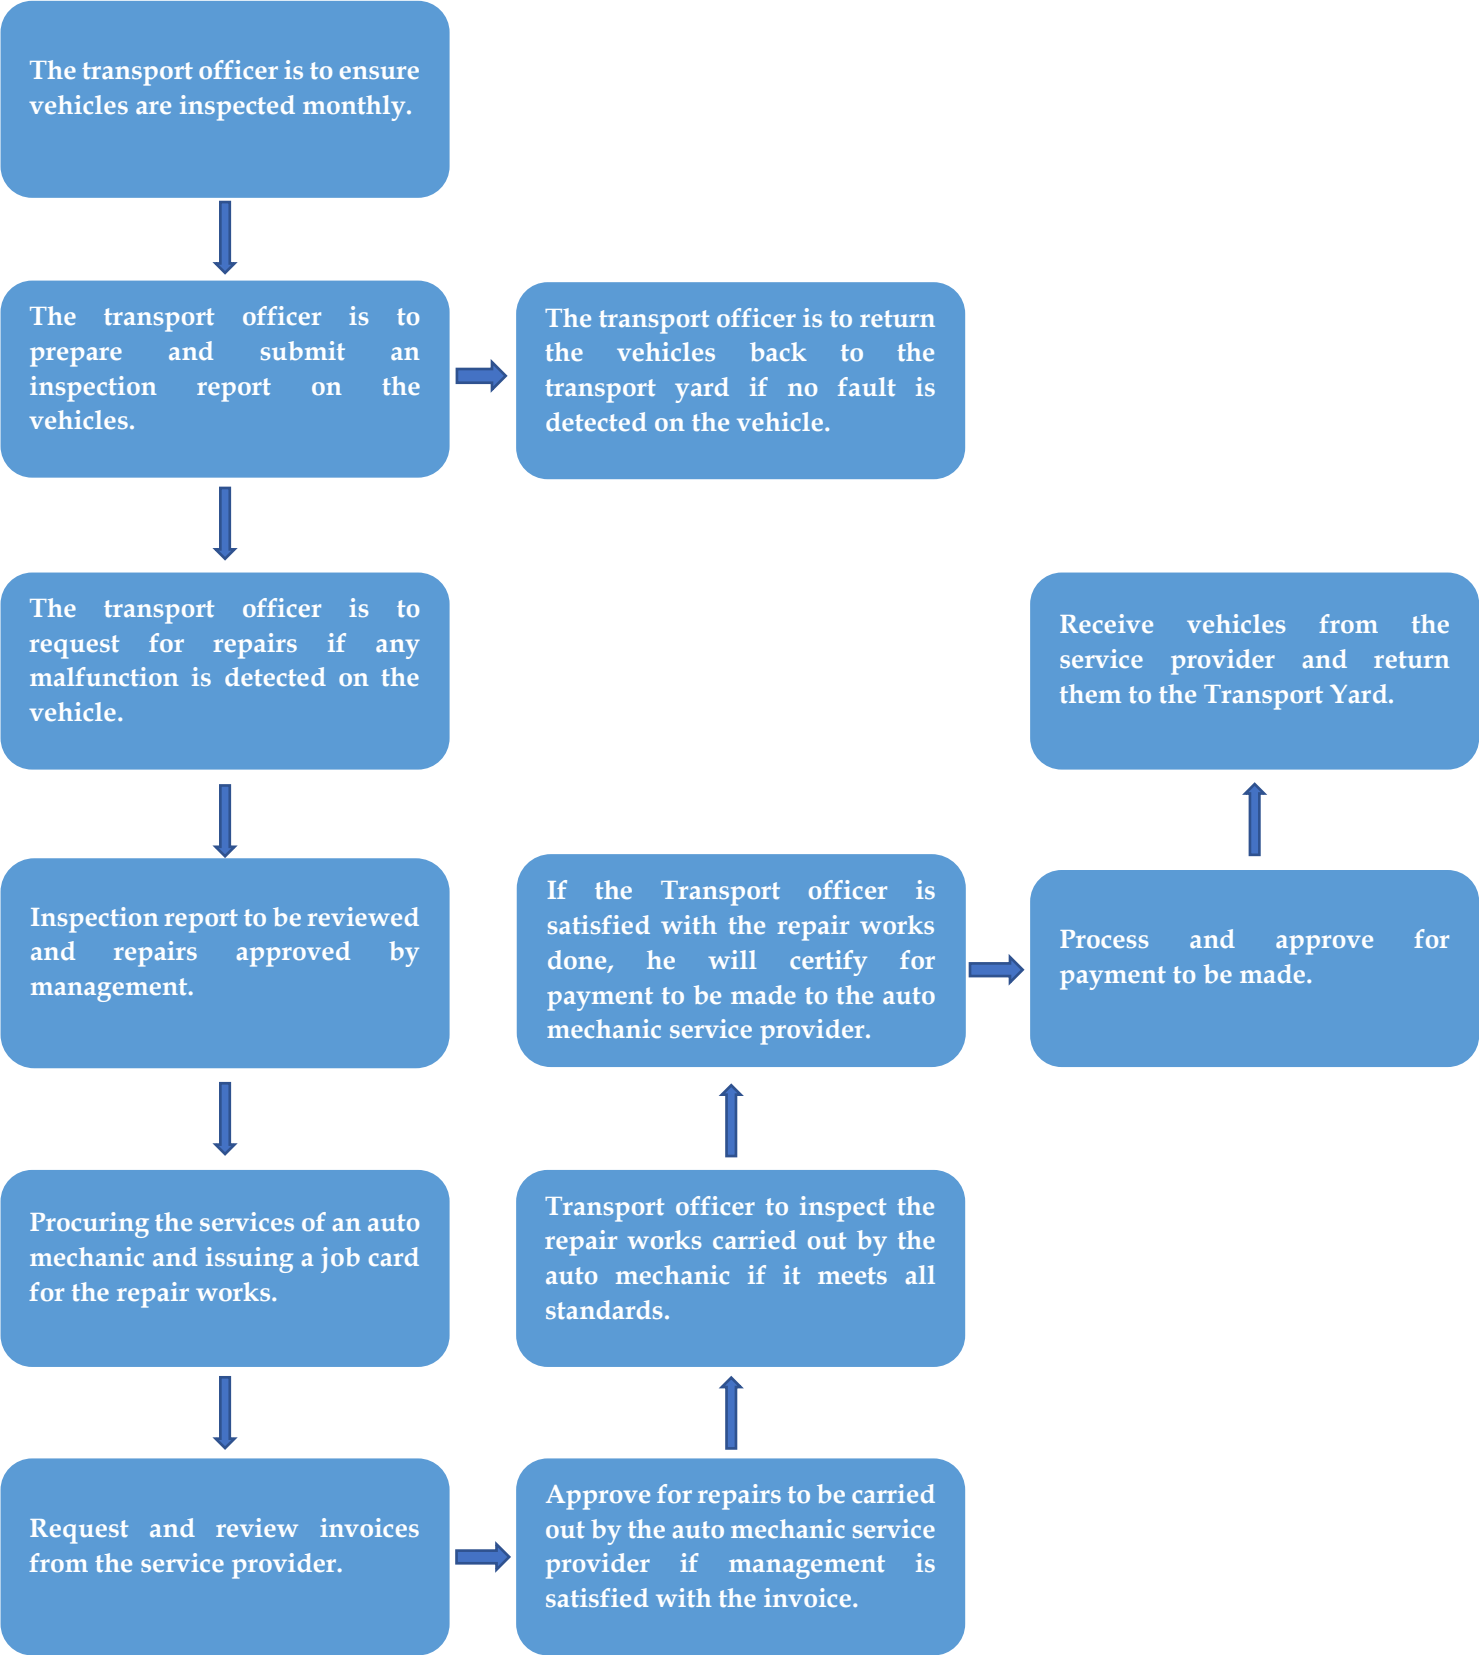 The transport officer is to ensure
vehicles are inspected monthly.
The transport officer is to
prepare and submit an
inspection report on the
vehicles.
The transport officer is to return
the vehicles back to the
transport yard if no fault is
detected on the vehicle.
The transport officer is to
request for repairs if any
malfunction is detected on the
vehicle.
Inspection report to be reviewed
and repairs approved by
management.
Procuring the services of an auto
mechanic and issuing a job card
for the repair works.
Request and review invoices
from the service provider.
Approve for repairs to be carried
out by the auto mechanic service
provider if management is
satisfied with the invoice.
Transport officer to inspect the
repair works carried out by the
auto mechanic if it meets all
standards.
If the Transport officer is
satisfied with the repair works
done, he will certify for
payment to be made to the auto
mechanic service provider.
Process and approve for
payment to be made.
Receive vehicles from the
service provider and return
them to the Transport Yard.